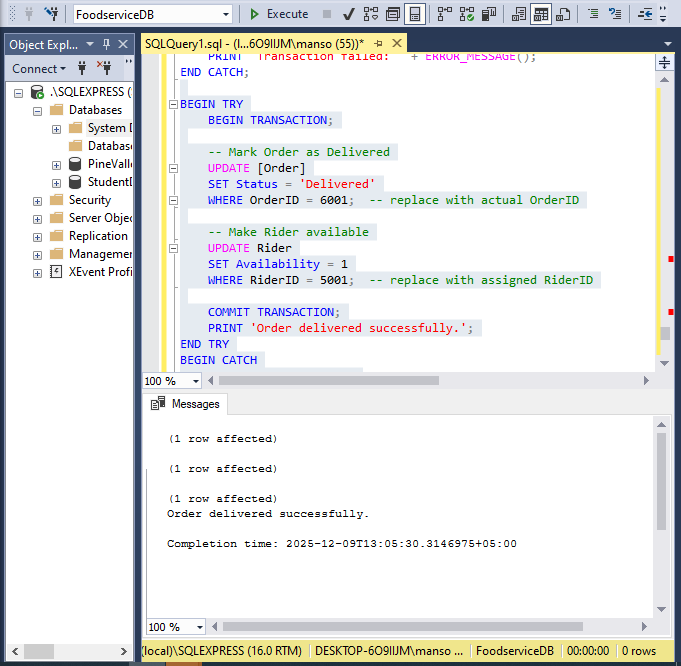 FoodserviceDB
Execute
Object Expl...
Connect
.\SQLEXPRESS (
Databases
System D
Databas
PineValle
StudentD
Security
Server Objec
Replication
Managemer
XEvent Profi
SQLQuery1.sql - (l...6O9IIJM\manso (55))*
PRINT 'Transaction failed: ' + ERROR_MESSAGE();
END CATCH;
BEGIN TRY
BEGIN TRANSACTION;
-- Mark Order as Delivered
UPDATE [Order]
SET Status = 'Delivered'
WHERE OrderID = 6001;  -- replace with actual OrderID
-- Make Rider available
UPDATE Rider
SET Availability = 1
WHERE RiderID = 5001;  -- replace with assigned RiderID
COMMIT TRANSACTION;
PRINT 'Order delivered successfully.';
END TRY
BEGIN CATCH
100 %
Messages
(1 row affected)
(1 row affected)
(1 row affected)
Order delivered successfully.
Completion time: 2025-12-09T13:05:30.3146975+05:00
100 %
(local)\SQLEXPRESS (16.0 RTM) DESKTOP-6O9IIJM\manso ... FoodserviceDB 00:00:00 0 rows